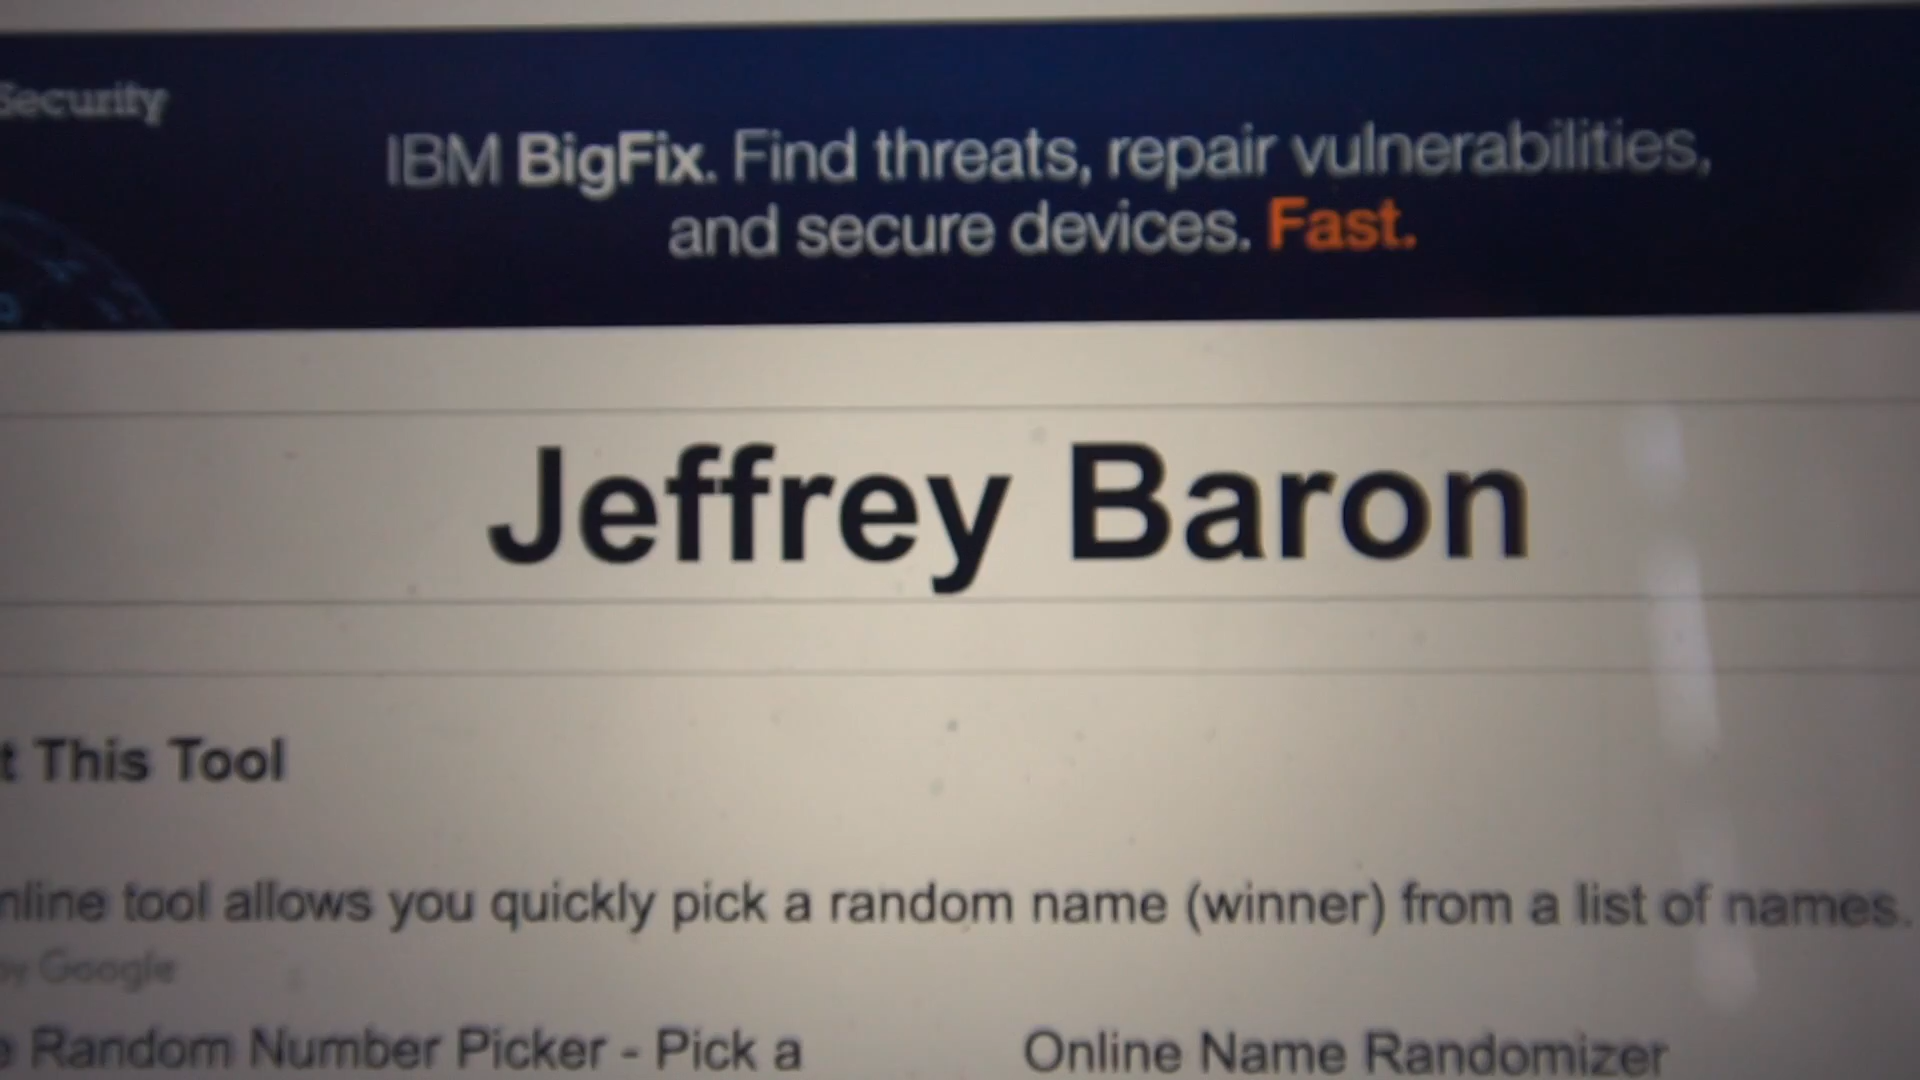 Security
IBM BigFix. Find threats, repair vulnerabilities,
and secure devices. Fast.
Jeffrey Baron
t This Tool
nline tool allows you quickly pick a random name (winner) from a list of names.
by Google
e Random Number Picker - Pick a
Online Name Randomizer